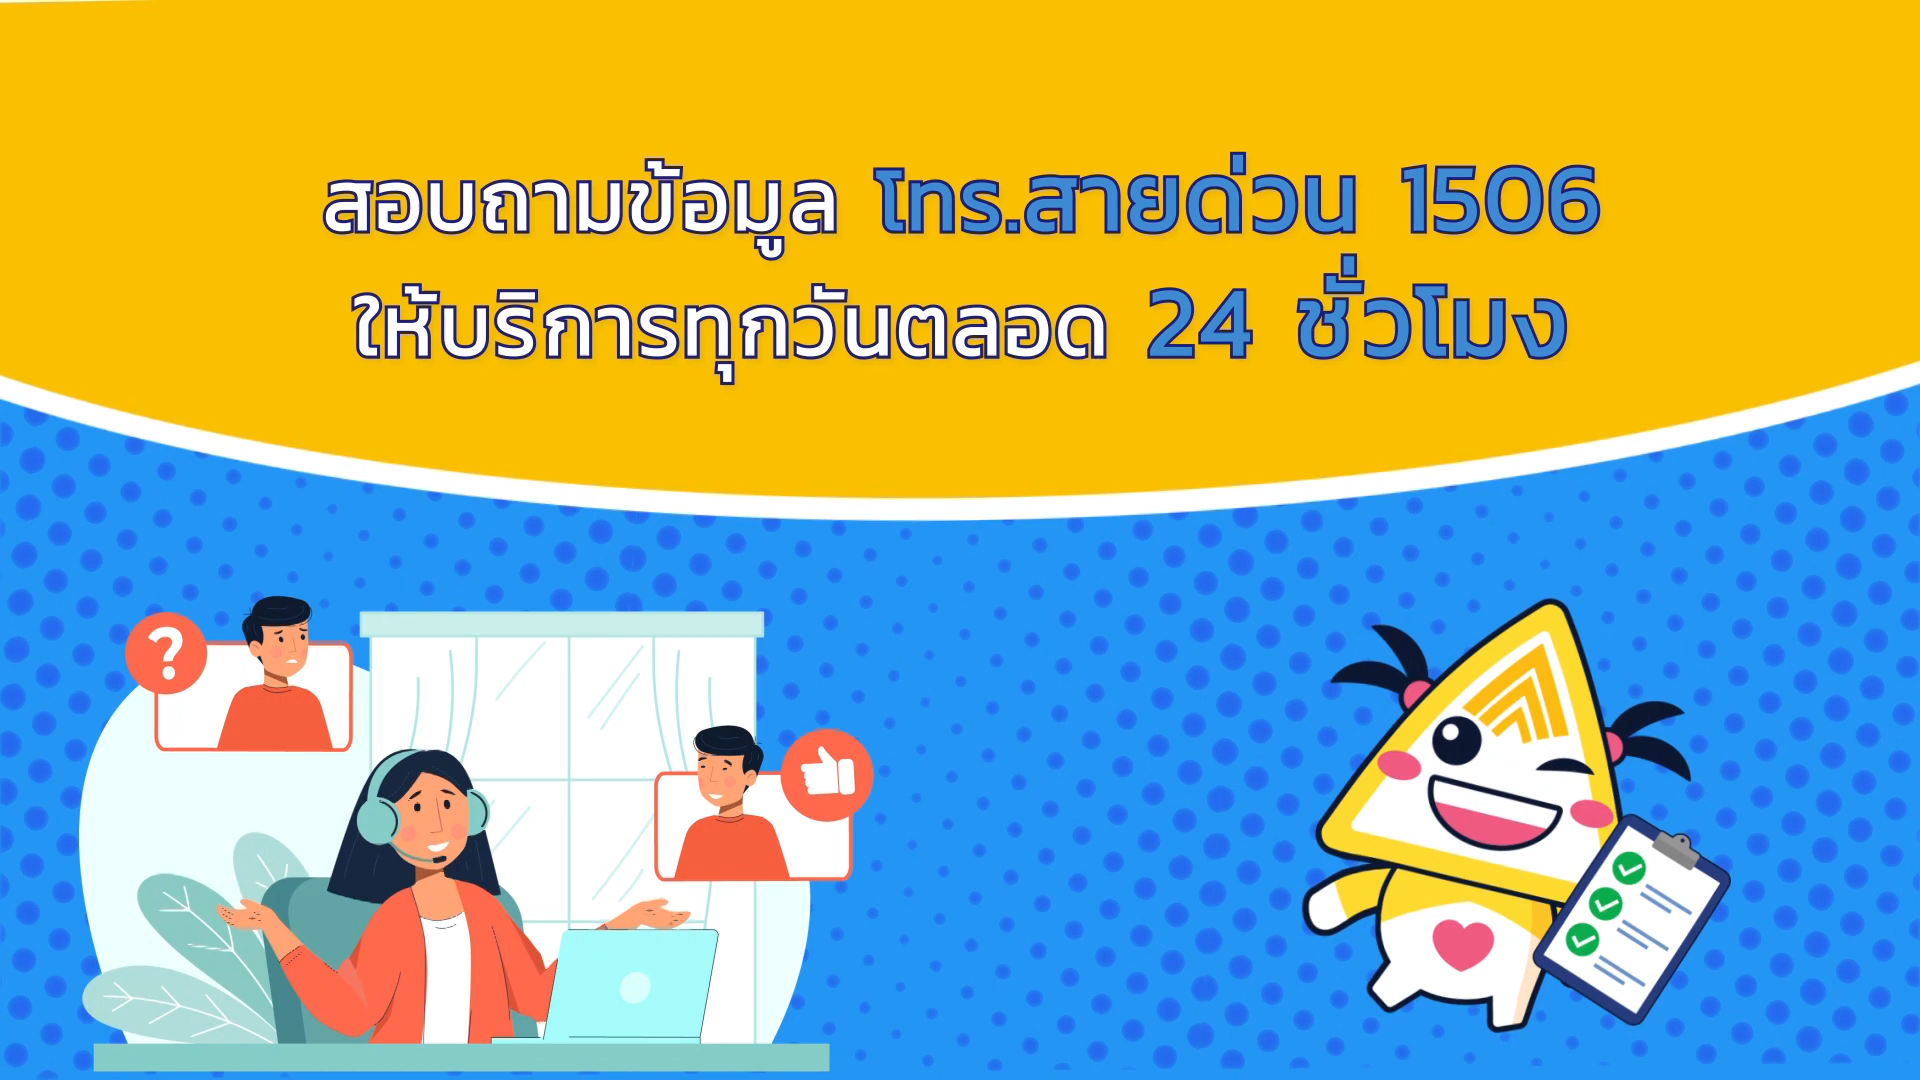 สอบถามข้อมูล โทร.สายด่วน 1506
ให้บริการทุกวันตลอด 24 ชั่วโมง
?